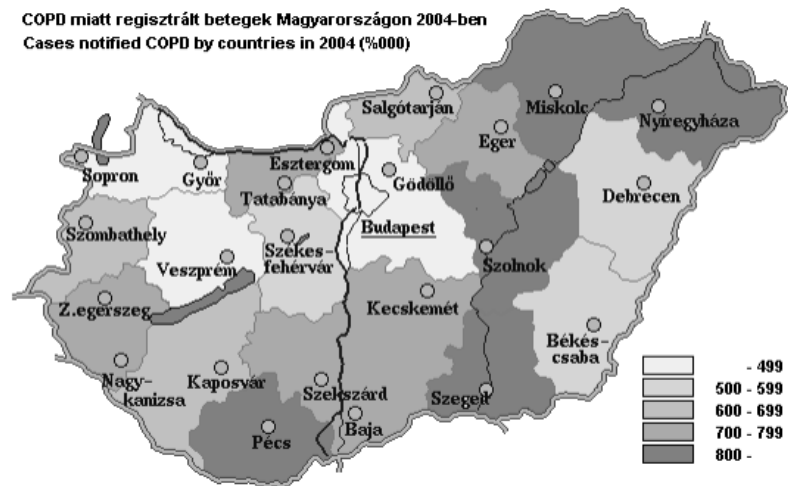 COPD miatt regisztrált betegek Magyarországon 2004-ben
Cases notified COPD by countries in 2004 (%000)
Salgótarján
Miskolc
Nyíregyháza
Eger
Esztergom
Sopron
Győr
Gödöllő
Tatabánya
Debrecen
Szombathely
Budapest
Székes-
fehérvár
Veszprém
Szolnok
Z.egerszeg
Kecskemét
Békés-
csaba
Nagy-
kanizsa
Kaposvár
Szekszárd
Szeged
Baja
Pécs
- 499
500 - 599
600 - 699
700 - 799
800 -